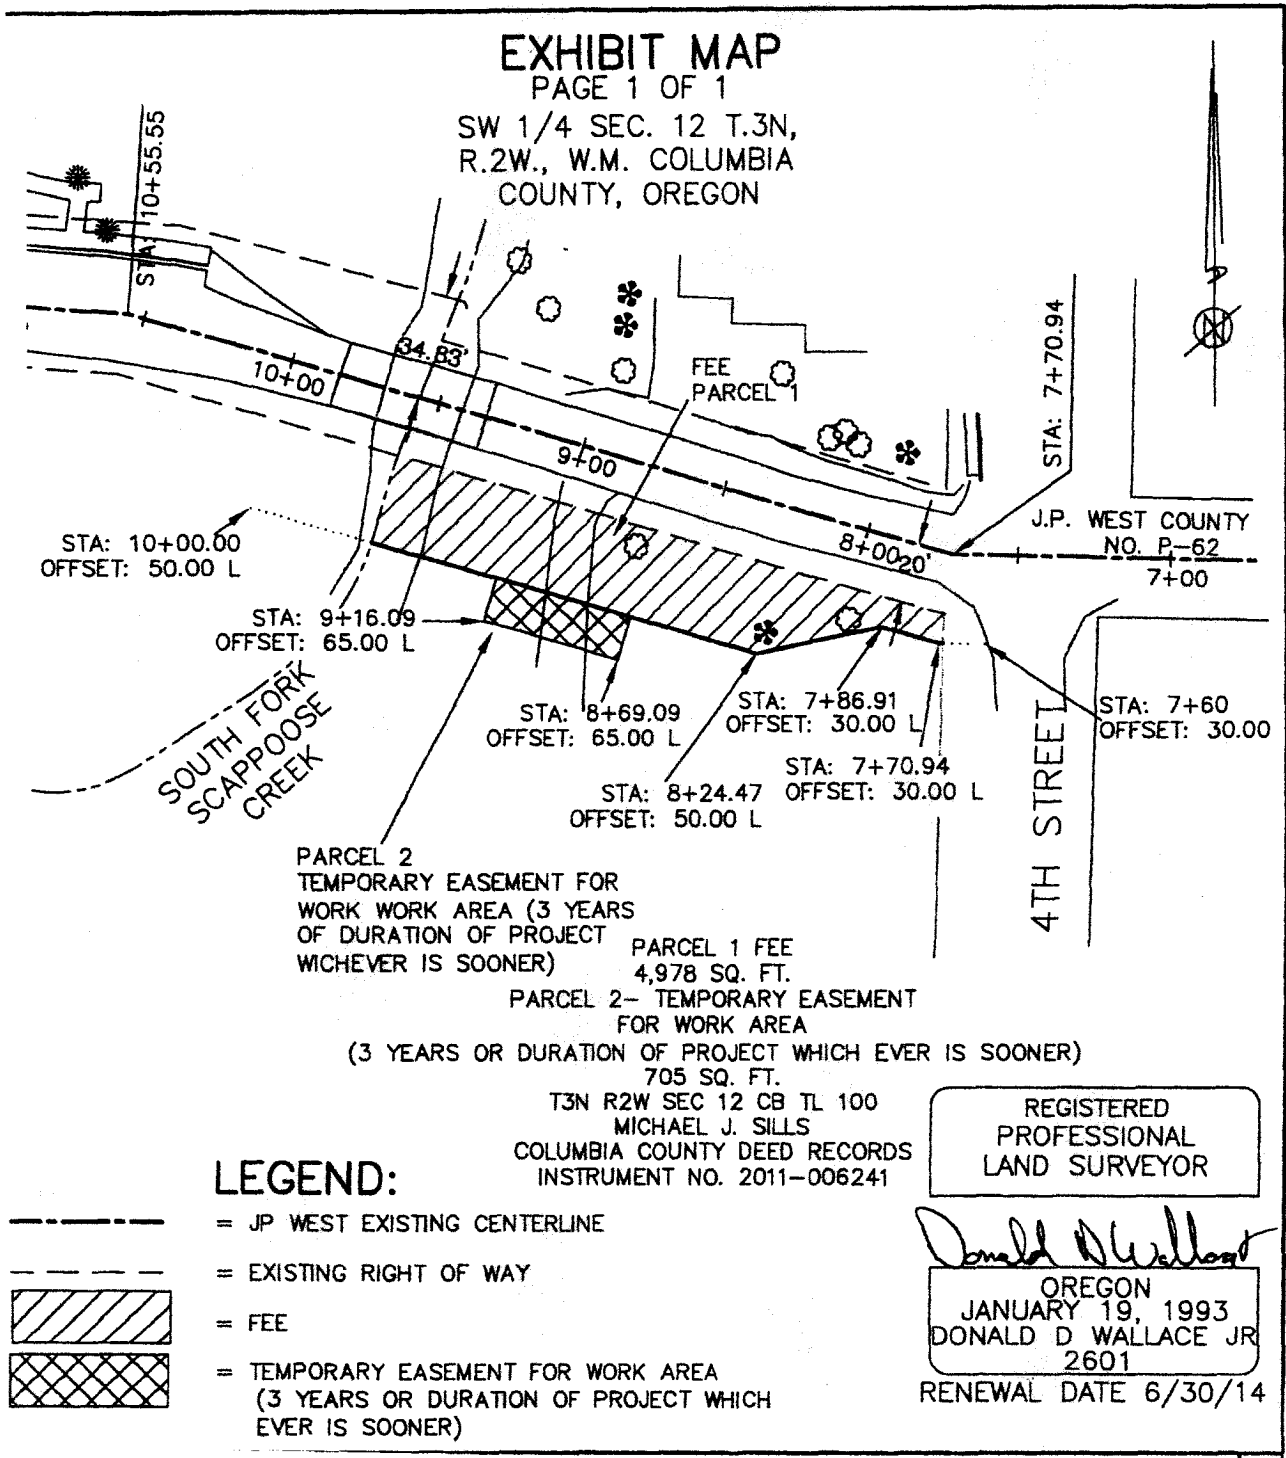 EXHIBIT MAP
PAGE 1 OF 1
SW 1/4 SEC. 12 T.3N,
R.2W., W.M. COLUMBIA
COUNTY, OREGON
STA: 10+55.55
34.83'
10+00
FEE
PARCEL 1
9+00
STA: 7+70.94
8+00
20'
J.P. WEST COUNTY
NO. P-62
7+00
STA: 10+00.00
OFFSET: 50.00 L
STA: 9+16.09
OFFSET: 65.00 L
SOUTH FORK
SCAPPOOSE
CREEK
STA: 8+69.09
OFFSET: 65.00 L
STA: 7+86.91
OFFSET: 30.00 L
STA: 7+60
OFFSET: 30.00
STA: 7+70.94
OFFSET: 30.00 L
STA: 8+24.47
OFFSET: 50.00 L
4TH STREET
PARCEL 2
TEMPORARY EASEMENT FOR
WORK WORK AREA (3 YEARS
OF DURATION OF PROJECT
WICHEVER IS SOONER)
PARCEL 1 FEE
4,978 SQ. FT.
PARCEL 2- TEMPORARY EASEMENT
FOR WORK AREA
(3 YEARS OR DURATION OF PROJECT WHICH EVER IS SOONER)
705 SQ. FT.
T3N R2W SEC 12 CB TL 100
MICHAEL J. SILLS
COLUMBIA COUNTY DEED RECORDS
INSTRUMENT NO. 2011-006241
REGISTERED
PROFESSIONAL
LAND SURVEYOR
Donald D Wallace Jr
OREGON
JANUARY 19, 1993
DONALD D WALLACE JR
2601
RENEWAL DATE 6/30/14
LEGEND:
= JP WEST EXISTING CENTERLINE
= EXISTING RIGHT OF WAY
= FEE
= TEMPORARY EASEMENT FOR WORK AREA
(3 YEARS OR DURATION OF PROJECT WHICH
EVER IS SOONER)
N